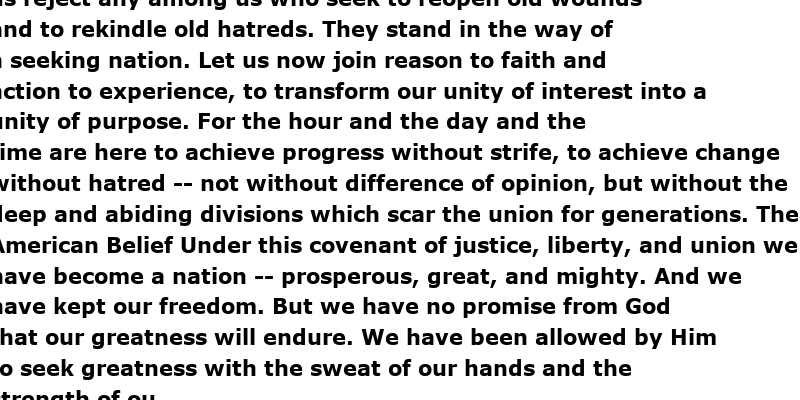 us reject any among us who seek to reopen old wounds
and to rekindle old hatreds. They stand in the way of
a seeking nation. Let us now join reason to faith and
action to experience, to transform our unity of interest into a
unity of purpose. For the hour and the day and the
time are here to achieve progress without strife, to achieve change
without hatred -- not without difference of opinion, but without the
deep and abiding divisions which scar the union for generations. The
American Belief Under this covenant of justice, liberty, and union we
have become a nation -- prosperous, great, and mighty. And we
have kept our freedom. But we have no promise from God
that our greatness will endure. We have been allowed by Him
to seek greatness with the sweat of our hands and the
strength of ou